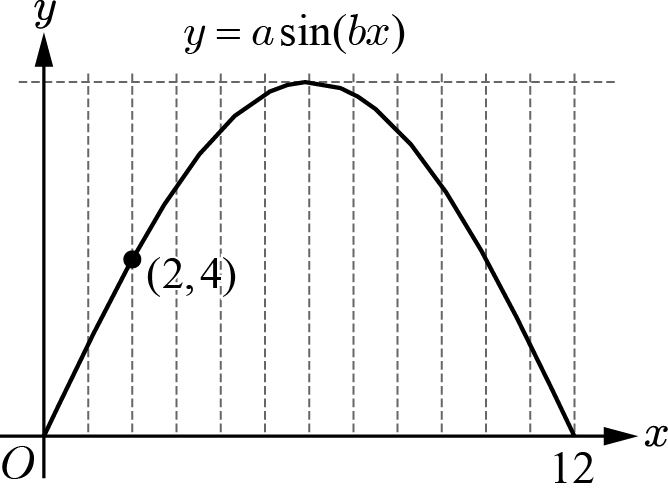 y
y = a sin(bx)
(2, 4)
x
O
12